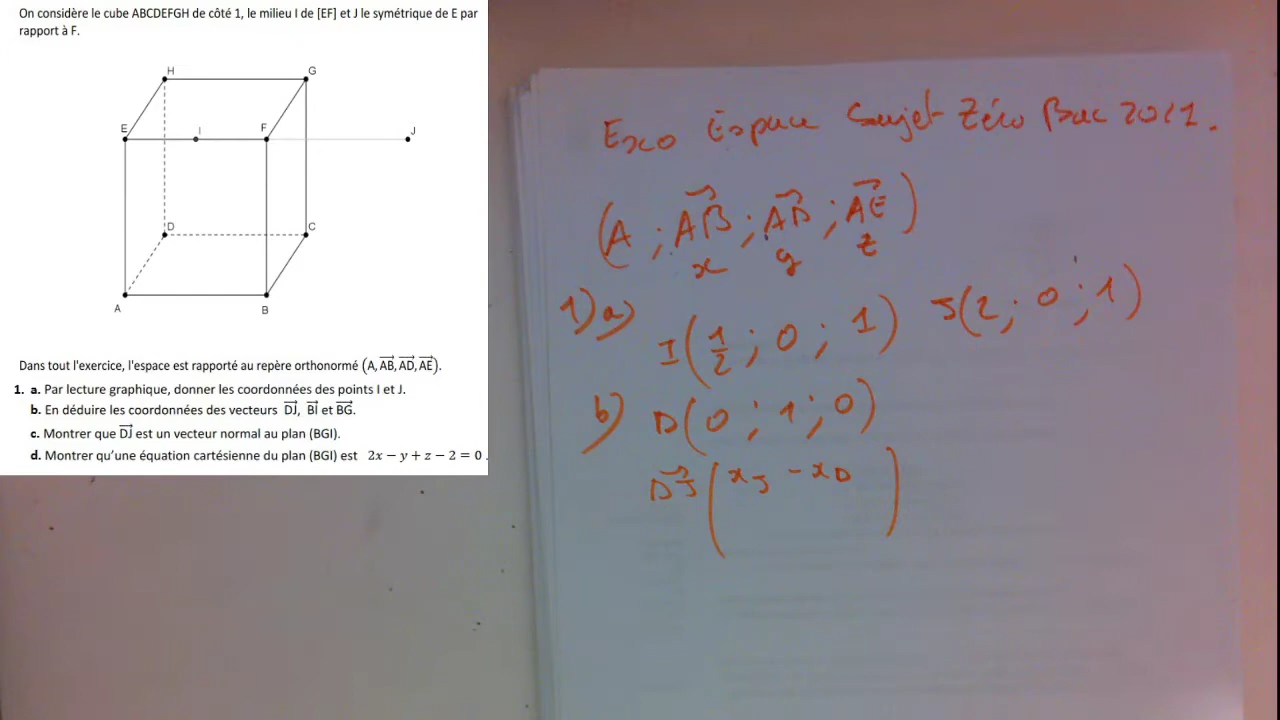 On considère le cube ABCDEFGH de côté 1, le milieu I de [EF] et J le symétrique de E par
rapport à F.
H
G
E
I
F
J
D
C
A
B
Dans tout l'exercice, l'espace est rapporté au repère orthonormé (A, AB, AD, AE).
1. a. Par lecture graphique, donner les coordonnées des points I et J.
b. En déduire les coordonnées des vecteurs DJ, BI et BG.
c. Montrer que DJ est un vecteur normal au plan (BGI).
d. Montrer qu'une équation cartésienne du plan (BGI) est 2x − y + z − 2 = 0 .
Exo Espace Sujet Zéro Bac 2021.
(A ; AB ; AD ; AE)
x y z
1) a) I(1/2 ; 0 ; 1) J(2 ; 0 ; 1)
b) D(0 ; 1 ; 0)
DJ (xJ - xD )